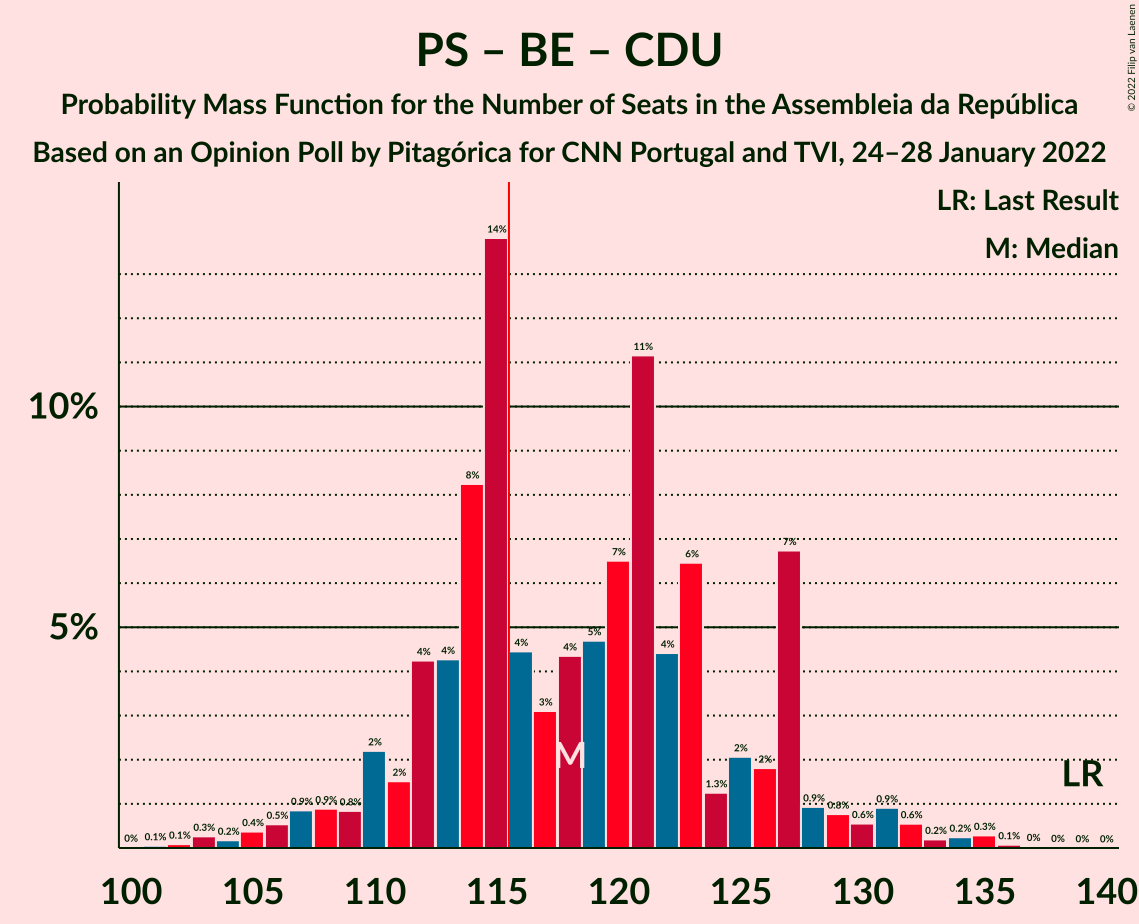 PS – BE – CDU
Probability Mass Function for the Number of Seats in the Assembleia da República
Based on an Opinion Poll by Pitagórica for CNN Portugal and TVI, 24–28 January 2022
© 2022 Filip van Laenen
LR: Last Result
M: Median
10%
5%
0% 0.1% 0.1% 0.3% 0.2% 0.4% 0.5% 0.9% 0.9% 0.8% 2% 2% 4% 4% 8% 14% 4% 3% 4% 5% 7% 11% 4% 6% 1.3% 2% 2% 7% 0.9% 0.8% 0.6% 0.9% 0.6% 0.2% 0.2% 0.3% 0.1% 0% 0% 0% 0%
M
LR
100 105 110 115 120 125 130 135 140